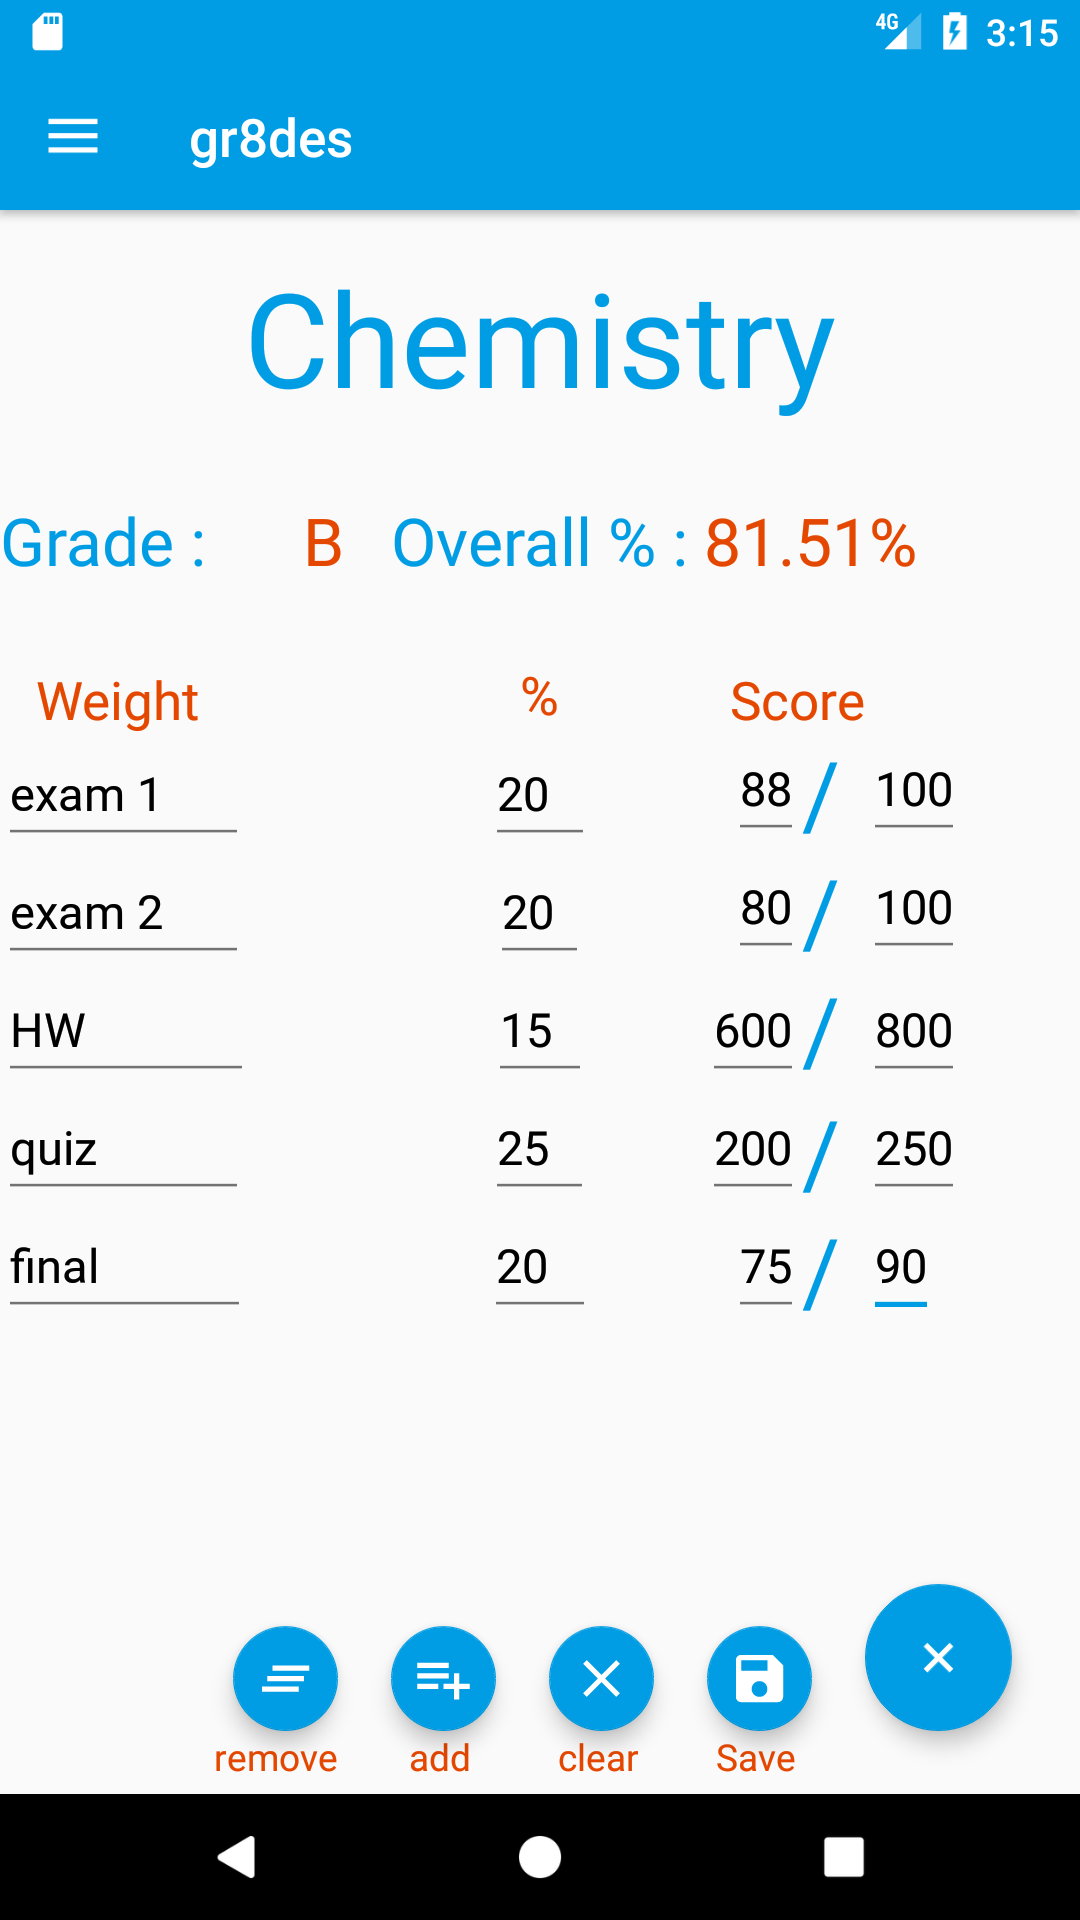 4G 3:15
gr8des
Chemistry
Grade : B Overall % : 81.51%
Weight % Score
exam 1 20 88 / 100
exam 2 20 80 / 100
HW 15 600 / 800
quiz 25 200 / 250
final 20 75 / 90
remove add clear Save